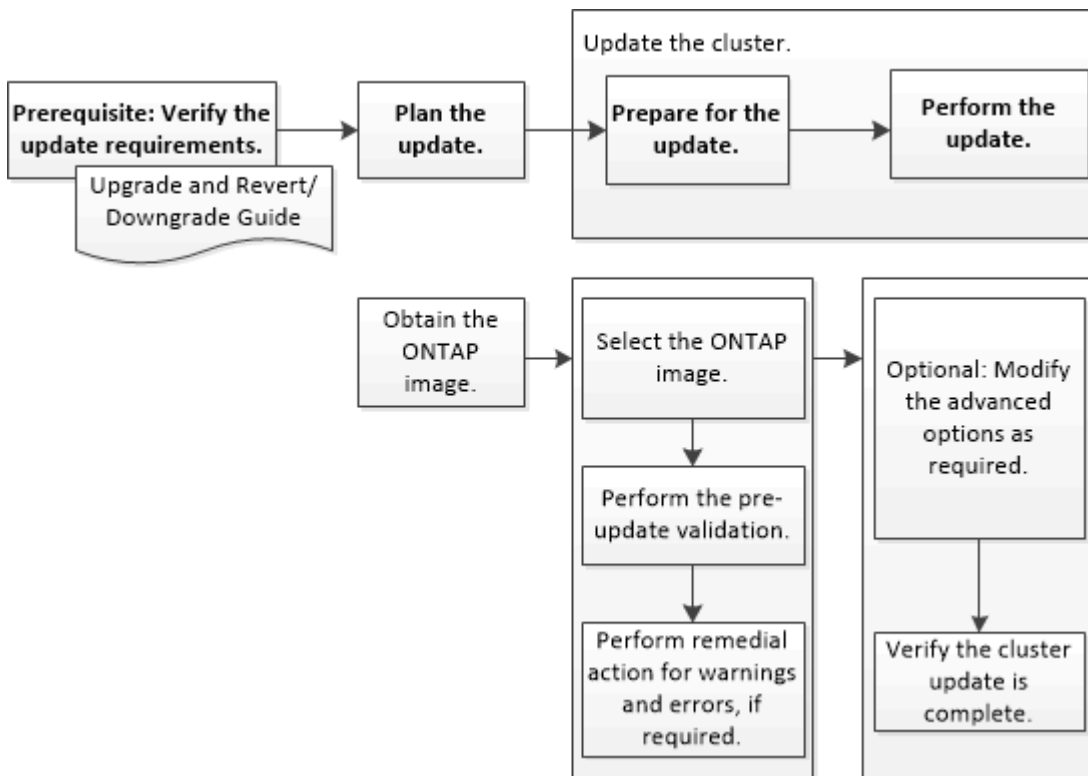 Update the cluster.
Prerequisite: Verify the
update requirements.
Upgrade and Revert/
Downgrade Guide
Plan the
update.
Prepare for the
update.
Perform the
update.
Obtain the
ONTAP
image.
Select the ONTAP
image.
Perform the pre-
update validation.
Perform remedial
action for warnings
and errors, if
required.
Optional: Modify
the advanced
options as
required.
Verify the cluster
update is
complete.